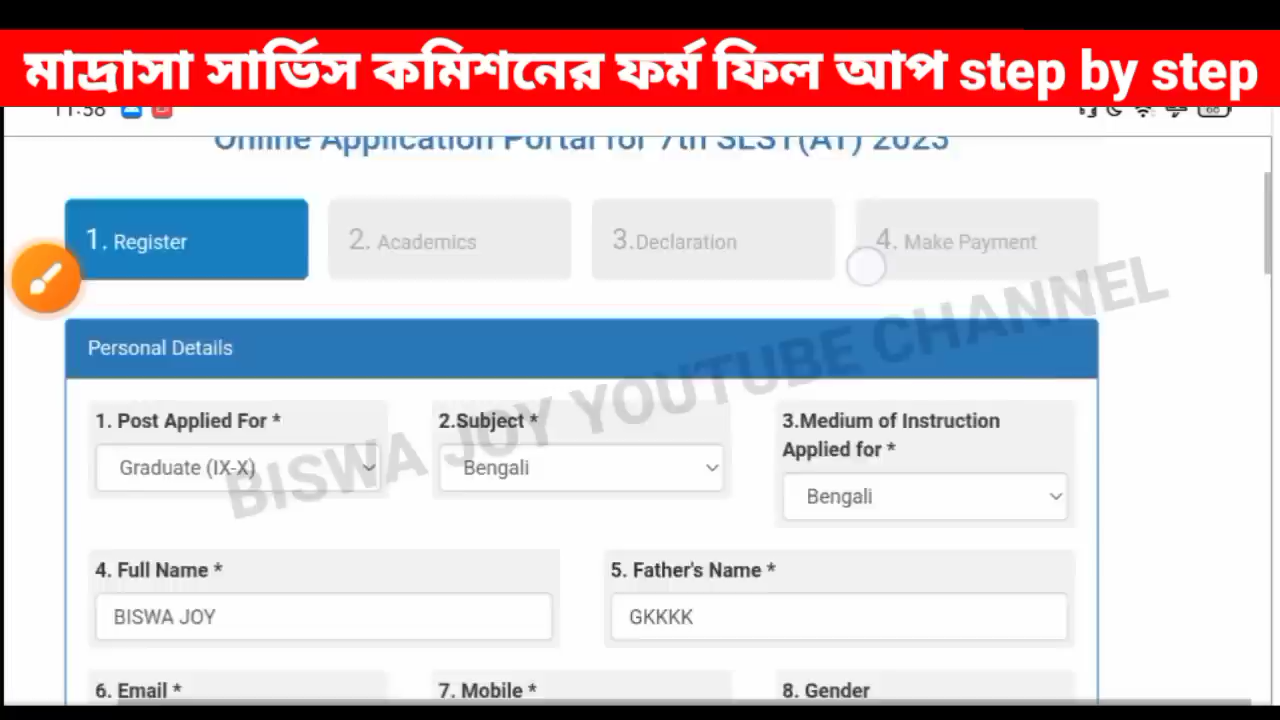 মাদ্রাসা সার্ভিস কমিশনের ফর্ম ফিল আপ step by step
11:58
Online Application Portal for 7th SLST(AT) 2023
1. Register
2. Academics
3.Declaration
4. Make Payment
Personal Details
BISWA JOY YOUTUBE CHANNEL
1. Post Applied For *
2.Subject *
3.Medium of Instruction
Applied for *
Graduate (IX-X)
Bengali
Bengali
4. Full Name *
5. Father's Name *
BISWA JOY
GKKKK
6. Email *
7. Mobile *
8. Gender